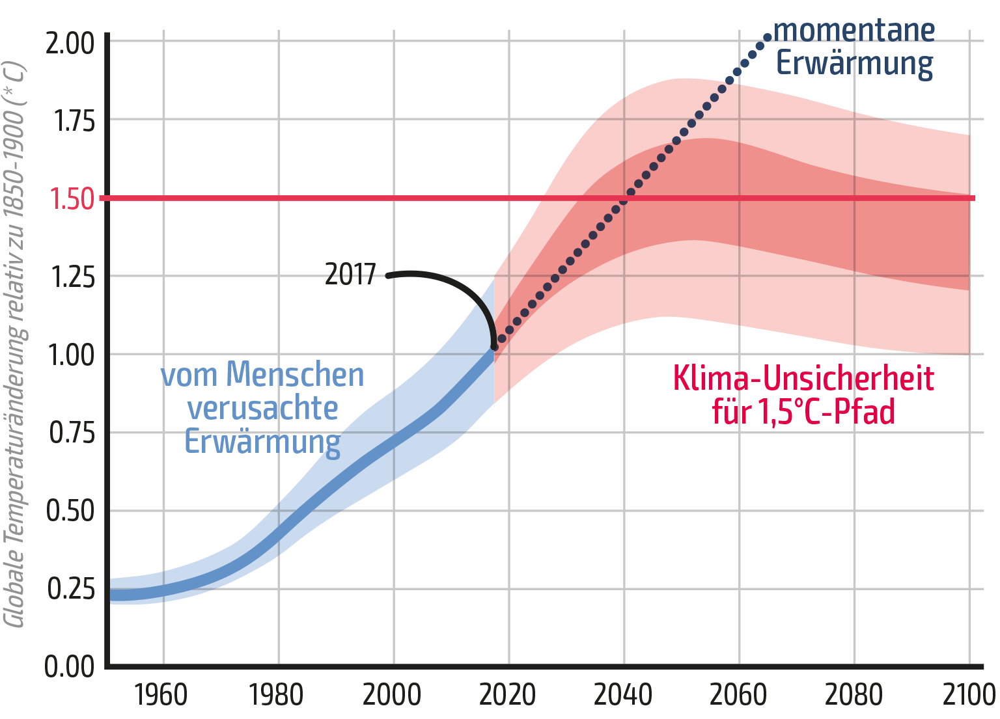 momentane
Erwärmung
2.00
1.75
1.50
1.25
1.00
0.75
0.50
0.25
0.00
Globale Temperaturänderung relativ zu 1850-1900 (* C)
2017
vom Menschen
verusachte
Erwärmung
Klima-Unsicherheit
für 1,5°C-Pfad
1960 1980 2000 2020 2040 2060 2080 2100